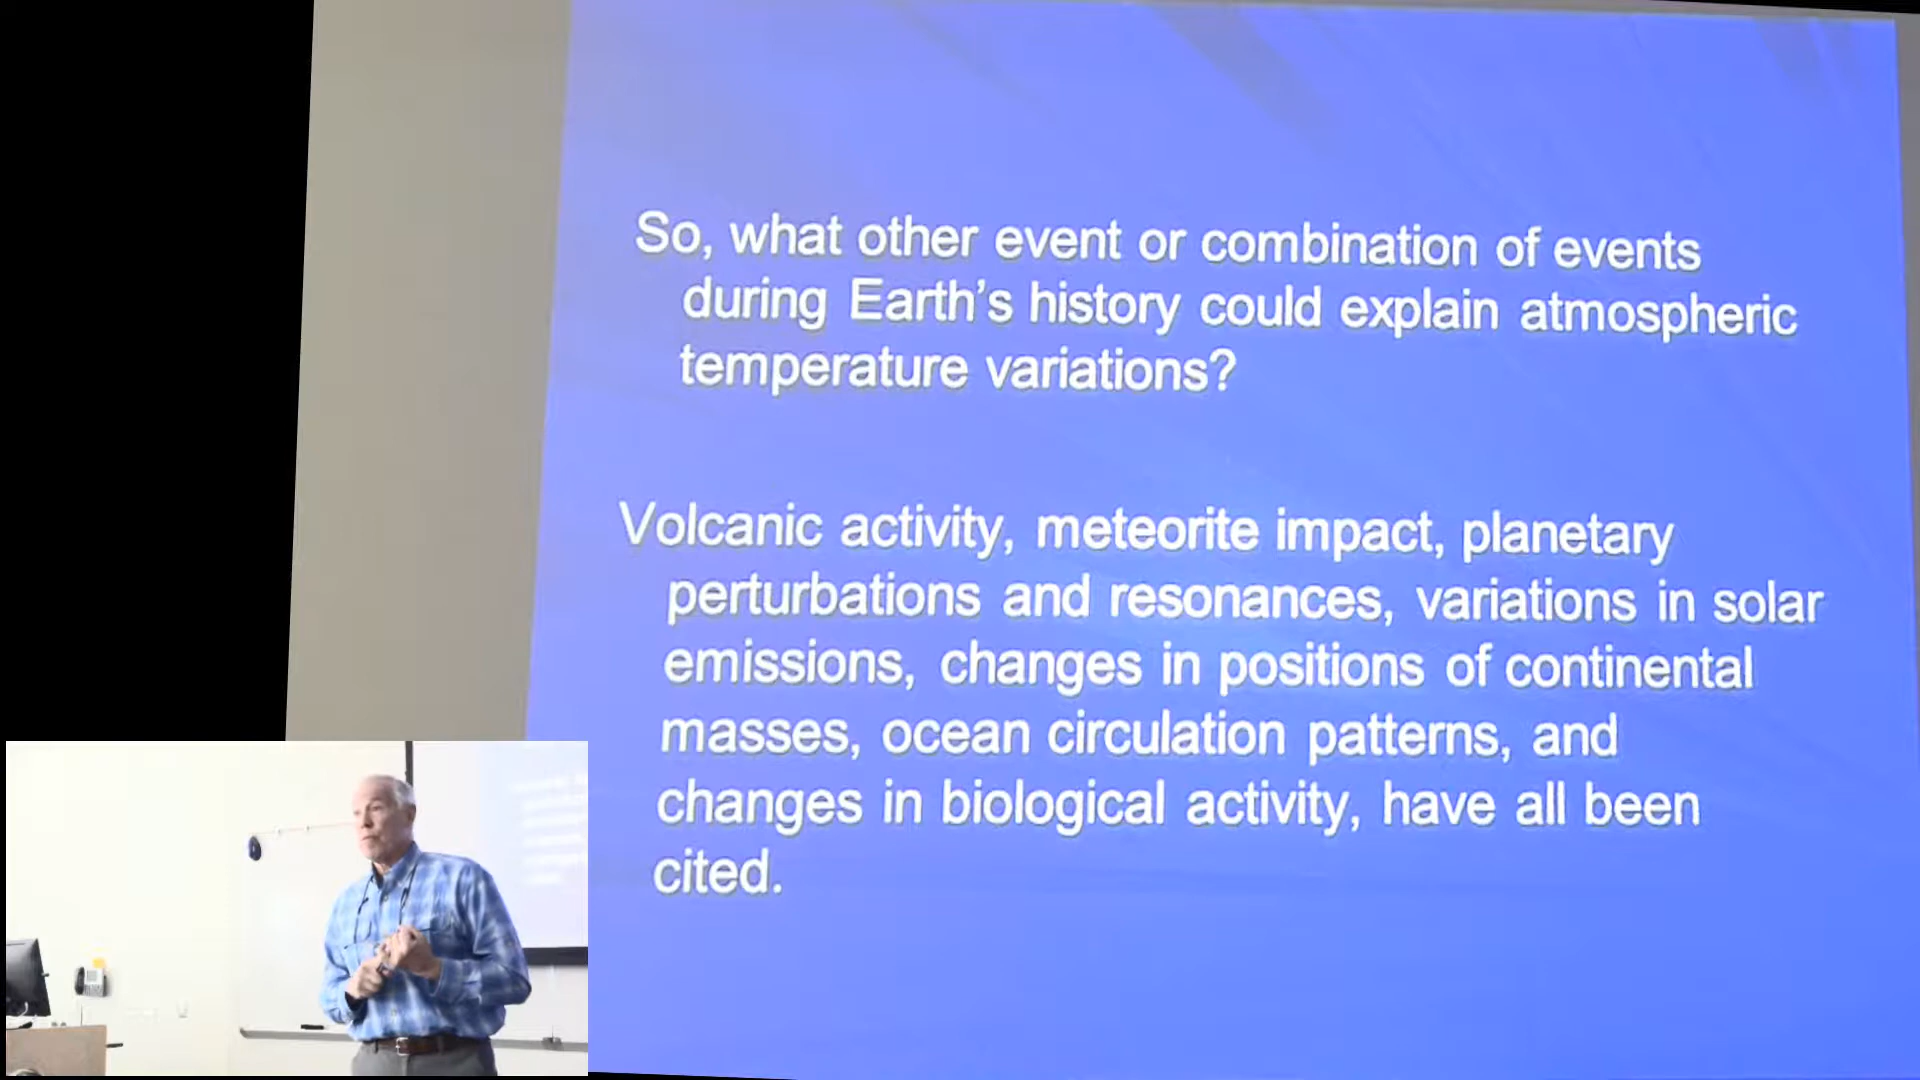 So, what other event or combination of events
during Earth’s history could explain atmospheric
temperature variations?
Volcanic activity, meteorite impact, planetary
perturbations and resonances, variations in solar
emissions, changes in positions of continental
masses, ocean circulation patterns, and
changes in biological activity, have all been
cited.